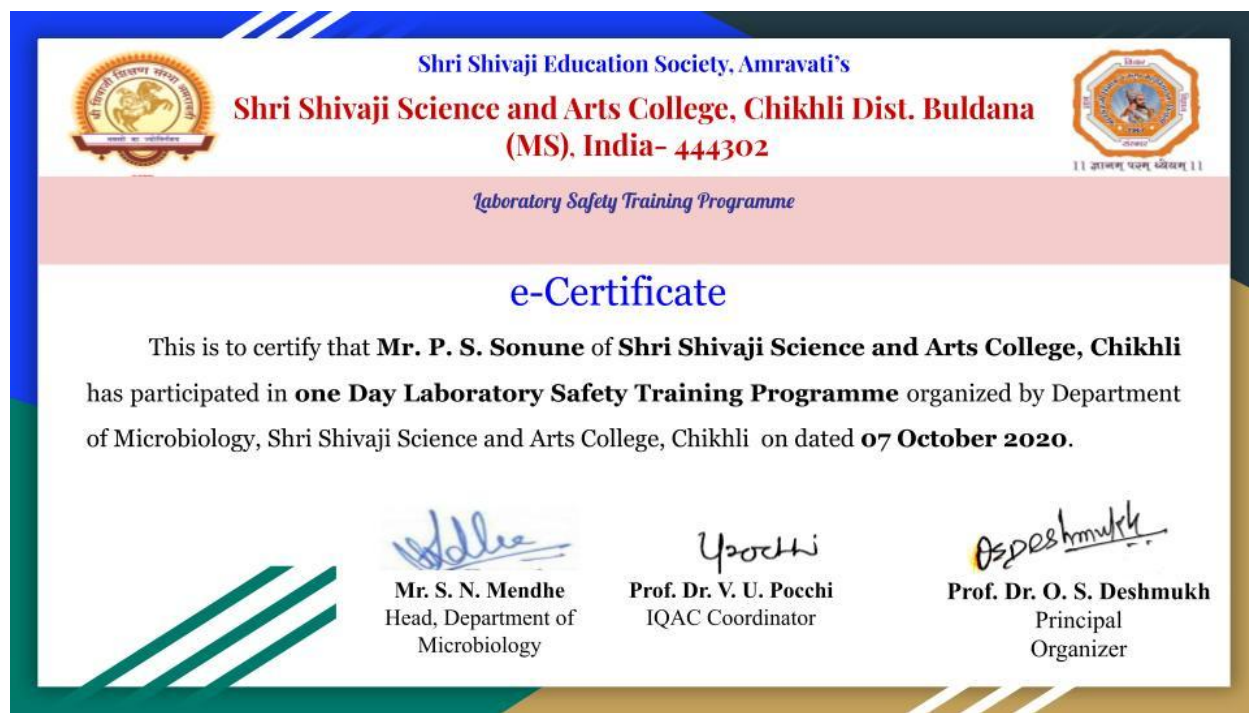 Shri Shivaji Education Society, Amravati's
Shri Shivaji Science and Arts College, Chikhli Dist. Buldana
(MS), India- 444302
।। ज्ञानम् परम् ध्येयम् ।।
Laboratory Safety Training Programme
e-Certificate
This is to certify that Mr. P. S. Sonune of Shri Shivaji Science and Arts College, Chikhli
has participated in one Day Laboratory Safety Training Programme organized by Department
of Microbiology, Shri Shivaji Science and Arts College, Chikhli on dated 07 October 2020.
Mr. S. N. Mendhe
Head, Department of
Microbiology
Prof. Dr. V. U. Pocchi
IQAC Coordinator
Prof. Dr. O. S. Deshmukh
Principal
Organizer